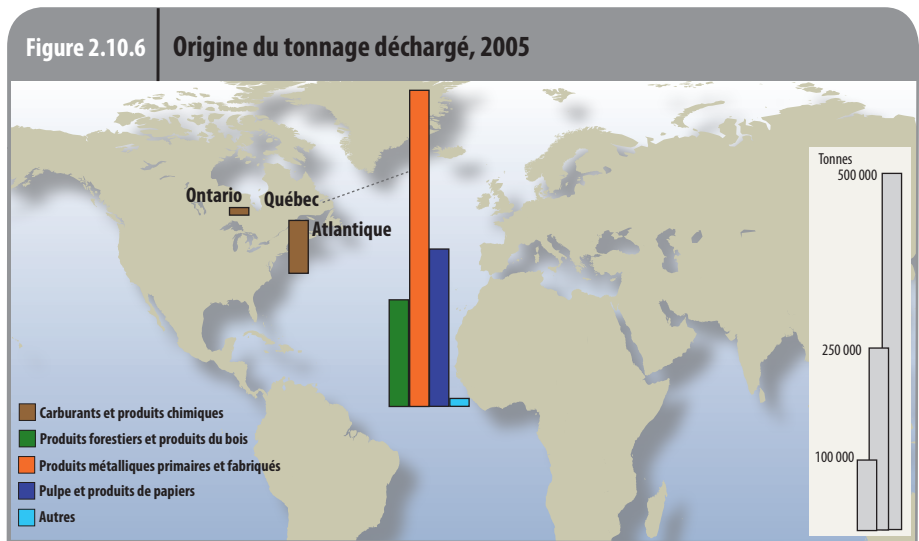 Figure 2.10.6
Origine du tonnage déchargé, 2005
Tonnes
500 000
Ontario
Québec
Atlantique
250 000
Carburants et produits chimiques
Produits forestiers et produits du bois
100 000
Produits métalliques primaires et fabriqués
Pulpe et produits de papiers
Autres